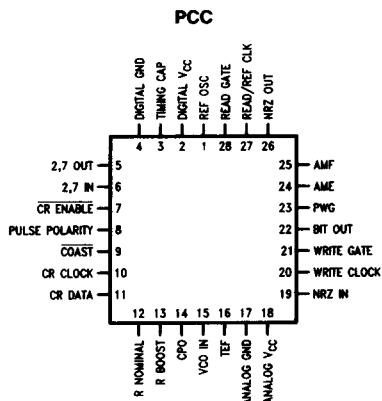 PCC
DIGITAL GND
TIMING CAP
DIGITAL VCC
REF OSC
READ GATE
READ/REF CLK
NRZ OUT
4 3 2 1 28 27 26
2,7 OUT 5
2,7 IN 6
CR ENABLE 7
PULSE POLARITY 8
COAST 9
CR CLOCK 10
CR DATA 11
25 AMF
24 AME
23 PWG
22 BIT OUT
21 WRITE GATE
20 WRITE CLOCK
19 NRZ IN
12 13 14 15 16 17 18
R NOMINAL
R BOOST
CPO
VCO IN
TEF
ANALOG GND
ANALOG VCC